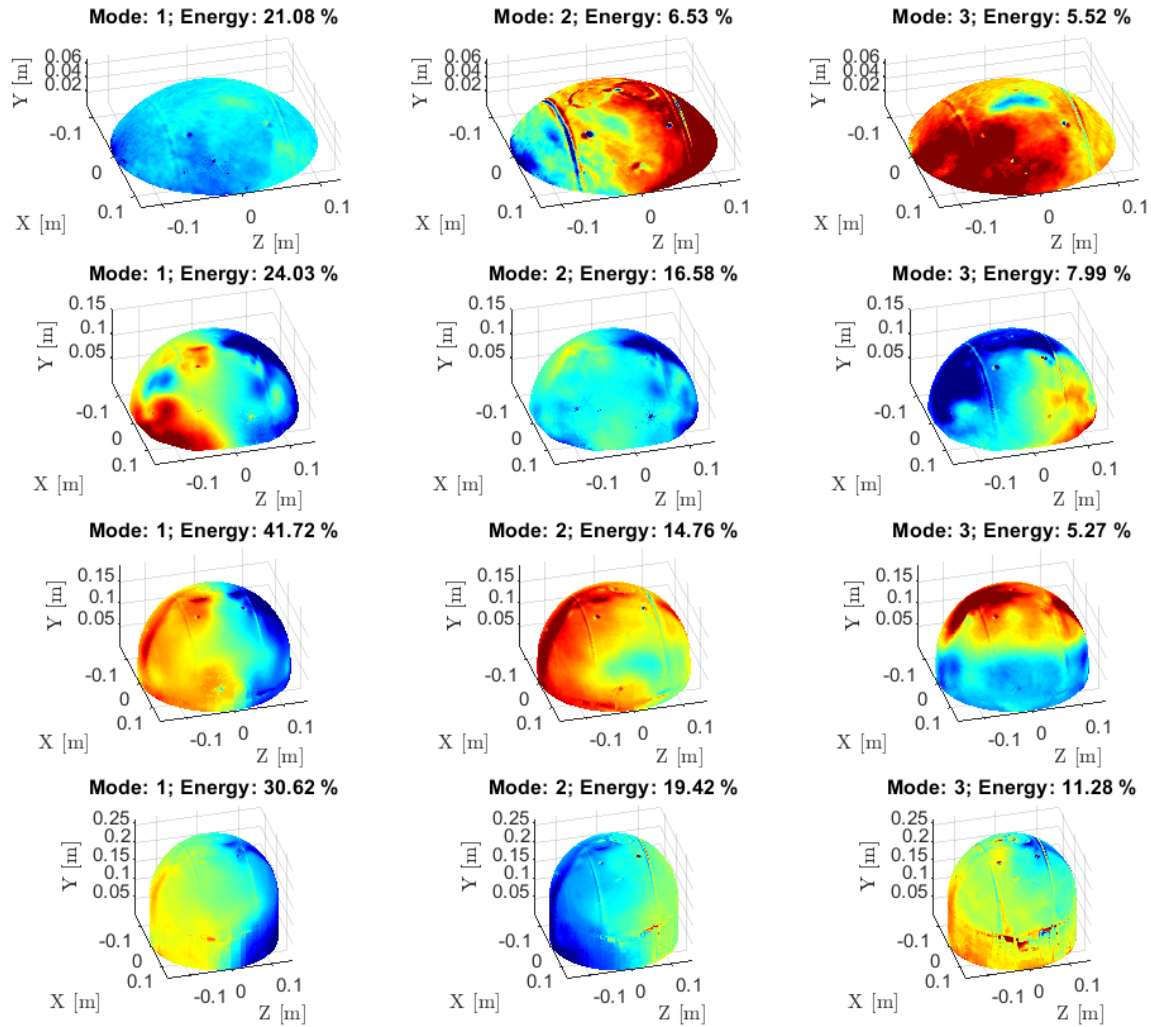 Mode: 1; Energy: 21.08 %
Y [m]
0.06
0.04
0.02
-0.1
0
0.1
X [m]
-0.1
0
0.1
Z [m]
Mode: 2; Energy: 6.53 %
Y [m]
0.06
0.04
0.02
-0.1
0
0.1
X [m]
-0.1
0
0.1
Z [m]
Mode: 3; Energy: 5.52 %
Y [m]
0.06
0.04
0.02
-0.1
0
0.1
X [m]
-0.1
0
0.1
Z [m]
Mode: 1; Energy: 24.03 %
Y [m]
0.15
0.1
0.05
-0.1
0
0.1
X [m]
-0.1
0
0.1
Z [m]
Mode: 2; Energy: 16.58 %
Y [m]
0.15
0.1
0.05
-0.1
0
0.1
X [m]
-0.1
0
0.1
Z [m]
Mode: 3; Energy: 7.99 %
Y [m]
0.15
0.1
0.05
-0.1
0
0.1
X [m]
-0.1
0
0.1
Z [m]
Mode: 1; Energy: 41.72 %
Y [m]
0.15
0.1
0.05
-0.1
0
0.1
X [m]
-0.1
0
0.1
Z [m]
Mode: 2; Energy: 14.76 %
Y [m]
0.15
0.1
0.05
-0.1
0
0.1
X [m]
-0.1
0
0.1
Z [m]
Mode: 3; Energy: 5.27 %
Y [m]
0.15
0.1
0.05
-0.1
0
0.1
X [m]
-0.1
0
0.1
Z [m]
Mode: 1; Energy: 30.62 %
Y [m]
0.25
0.2
0.15
0.1
0.05
-0.1
0
0.1
X [m]
-0.1
0
0.1
Z [m]
Mode: 2; Energy: 19.42 %
Y [m]
0.25
0.2
0.15
0.1
0.05
-0.1
0
0.1
X [m]
-0.1
0
0.1
Z [m]
Mode: 3; Energy: 11.28 %
Y [m]
0.25
0.2
0.15
0.1
0.05
-0.1
0
0.1
X [m]
-0.1
0
0.1
Z [m]